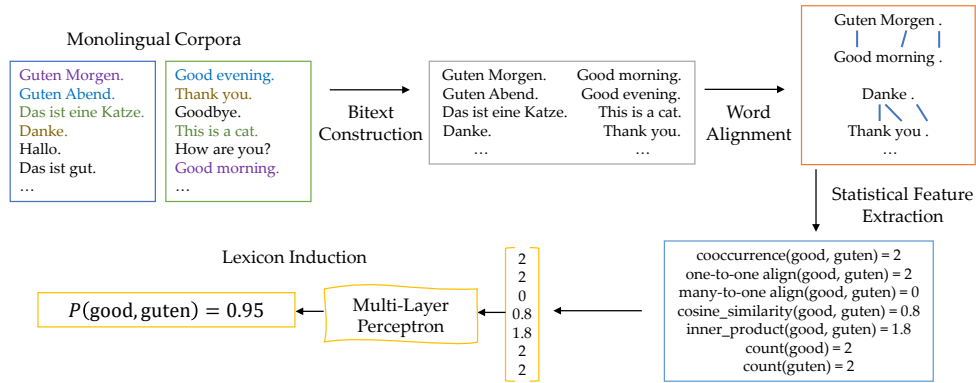 Monolingual Corpora
Guten Morgen.
Guten Abend.
Das ist eine Katze.
Danke.
Hallo.
Das ist gut.
…
Good evening.
Thank you.
Goodbye.
This is a cat.
How are you?
Good morning.
…
Bitext
Construction
Guten Morgen. Good morning.
Guten Abend. Good evening.
Das ist eine Katze. This is a cat.
Danke. Thank you.
… …
Word
Alignment
Guten Morgen .
Good morning .
Danke .
Thank you .
…
Statistical Feature
Extraction
cooccurrence(good, guten) = 2
one-to-one align(good, guten) = 2
many-to-one align(good, guten) = 0
cosine_similarity(good, guten) = 0.8
inner_product(good, guten) = 1.8
count(good) = 2
count(guten) = 2
Lexicon Induction
2
2
0
0.8
1.8
2
2
Multi-Layer
Perceptron
P(good, guten) = 0.95